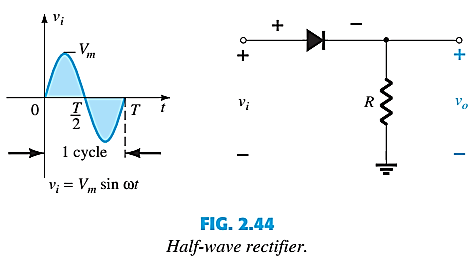 v_i
V_m
0
T/2
T
t
1 cycle
v_i = V_m sin ωt
+ −
+
v_i
−
R
+
v_o
−
FIG. 2.44
Half-wave rectifier.